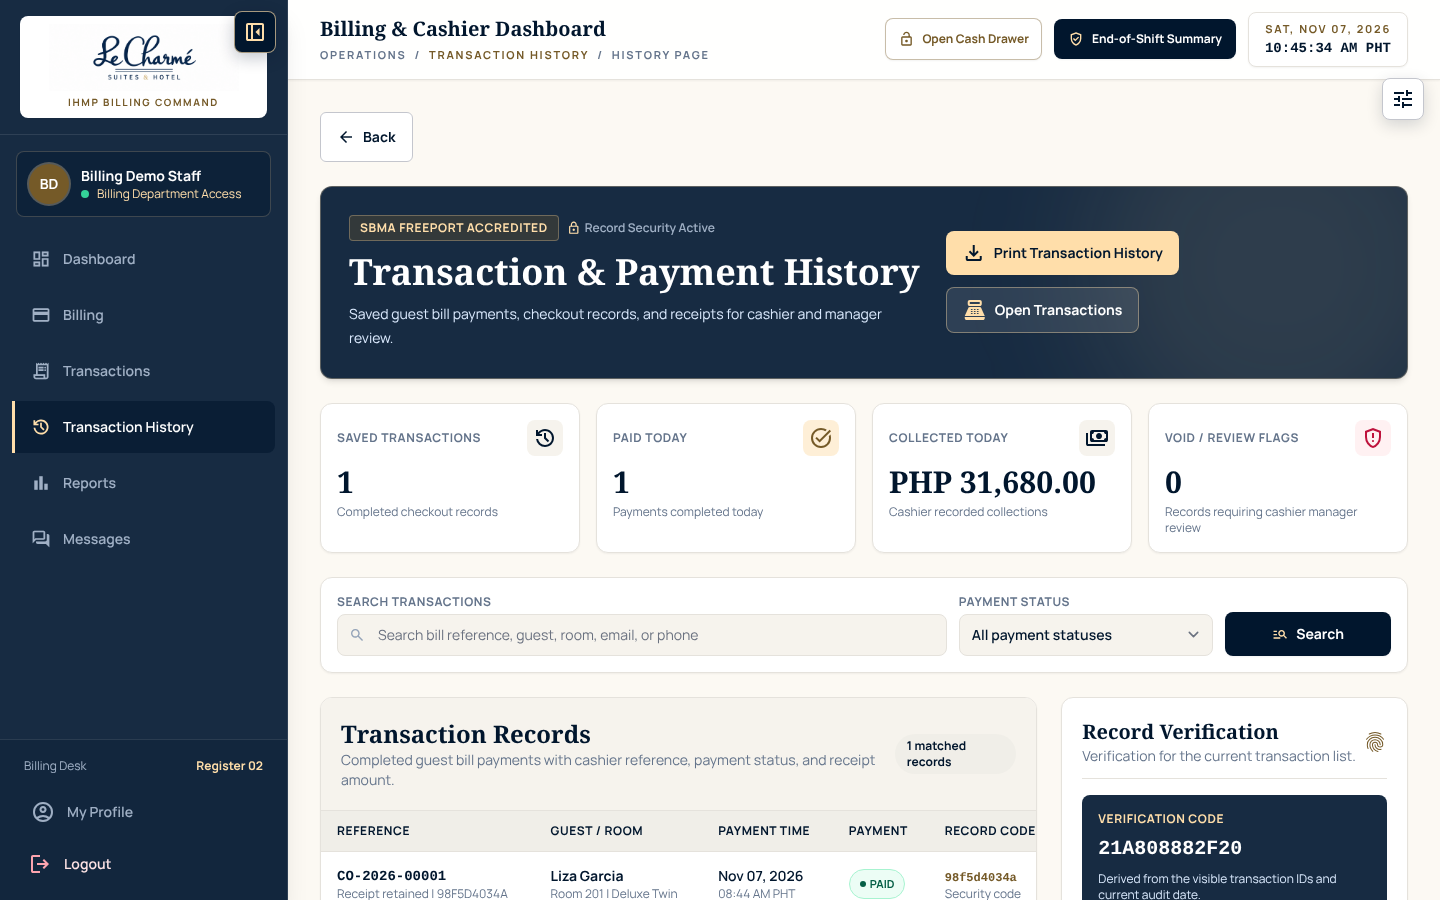 Le Charmé
SUITES & HOTEL
IHMP BILLING COMMAND
BD
Billing Demo Staff
Billing Department Access
Dashboard
Billing
Transactions
Transaction History
Reports
Messages
Billing Desk
Register 02
My Profile
Logout
Billing & Cashier Dashboard
OPERATIONS / TRANSACTION HISTORY / HISTORY PAGE
Open Cash Drawer
End-of-Shift Summary
SAT, NOV 07, 2026
10:45:34 AM PHT
Back
SBMA FREEPORT ACCREDITED
Record Security Active
Transaction & Payment History
Saved guest bill payments, checkout records, and receipts for cashier and manager
review.
Print Transaction History
Open Transactions
SAVED TRANSACTIONS
1
Completed checkout records
PAID TODAY
1
Payments completed today
COLLECTED TODAY
PHP 31,680.00
Cashier recorded collections
VOID / REVIEW FLAGS
0
Records requiring cashier manager
review
SEARCH TRANSACTIONS
Search bill reference, guest, room, email, or phone
PAYMENT STATUS
All payment statuses
Search
Transaction Records
Completed guest bill payments with cashier reference, payment status, and receipt
amount.
1 matched
records
REFERENCE GUEST / ROOM PAYMENT TIME PAYMENT RECORD CODE
CO-2026-00001 Liza Garcia Nov 07, 2026 PAID 98f5d4034a
Receipt retained | 98F5D4034A Room 201 | Deluxe Twin 08:44 AM PHT Security code
Record Verification
Verification for the current transaction list.
VERIFICATION CODE
21A808882F20
Derived from the visible transaction IDs and
current audit date.